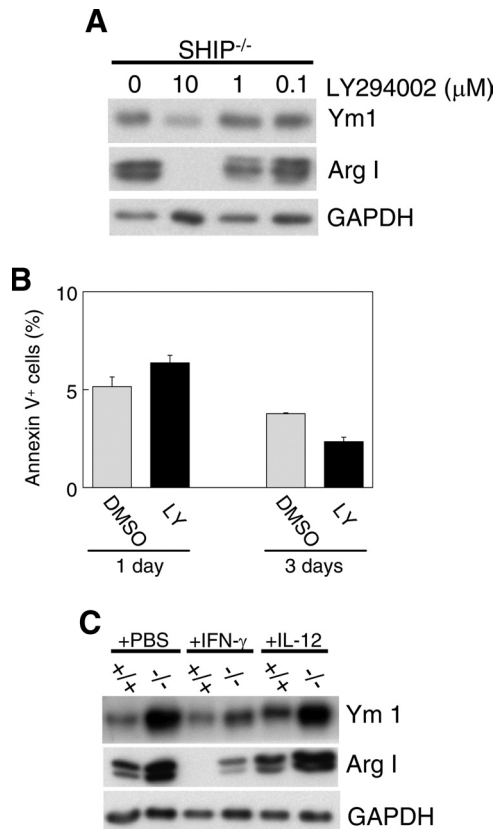 A
SHIP-/-
0 10 1 0.1 LY294002 (μM)
Ym1
Arg I
GAPDH
B
Annexin V+ cells (%)
10
5
0
DMSO LY DMSO LY
1 day 3 days
C
+PBS +IFN-γ +IL-12
+/+ -/- +/+ -/- +/+ -/-
Ym 1
Arg I
GAPDH